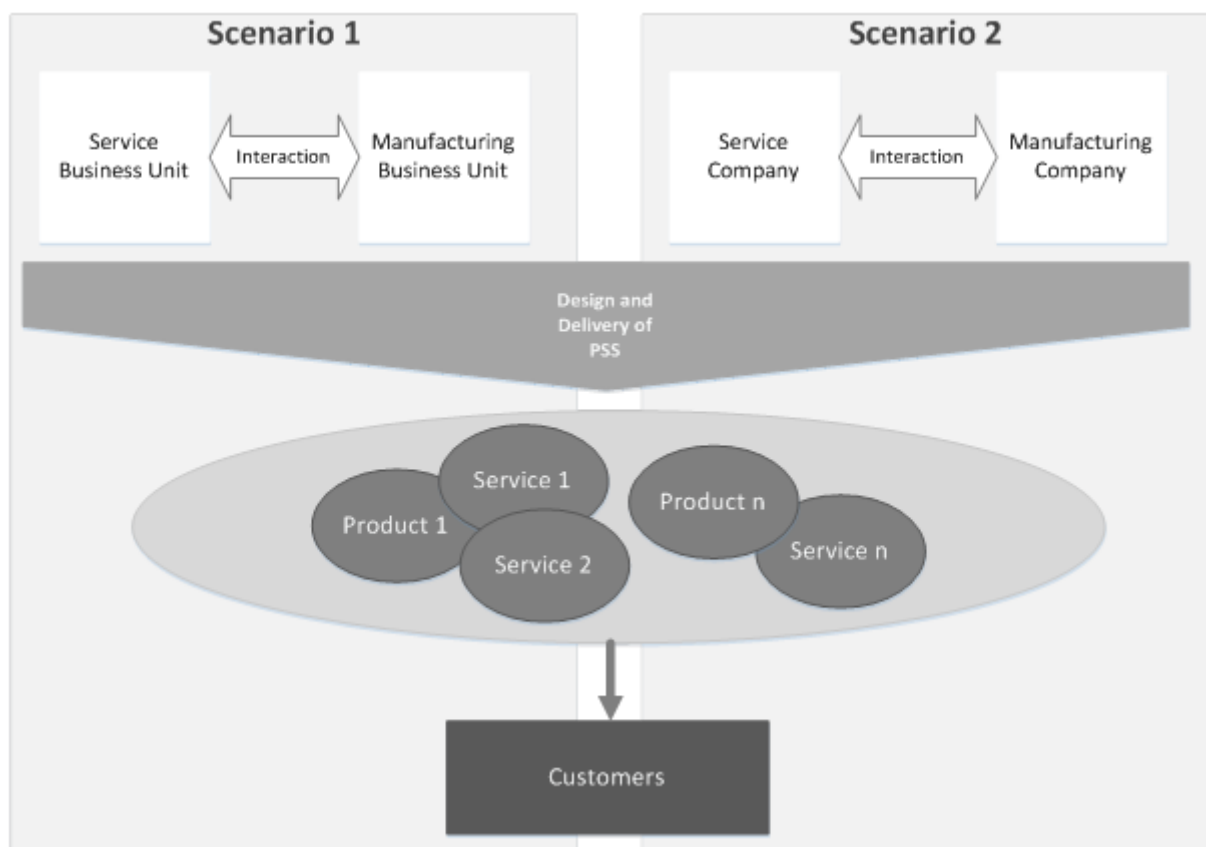 Scenario 1
Scenario 2
Service
Business Unit
Interaction
Manufacturing
Business Unit
Service
Company
Interaction
Manufacturing
Company
Design and
Delivery of
PSS
Service 1
Product 1
Service 2
Product n
Service n
Customers